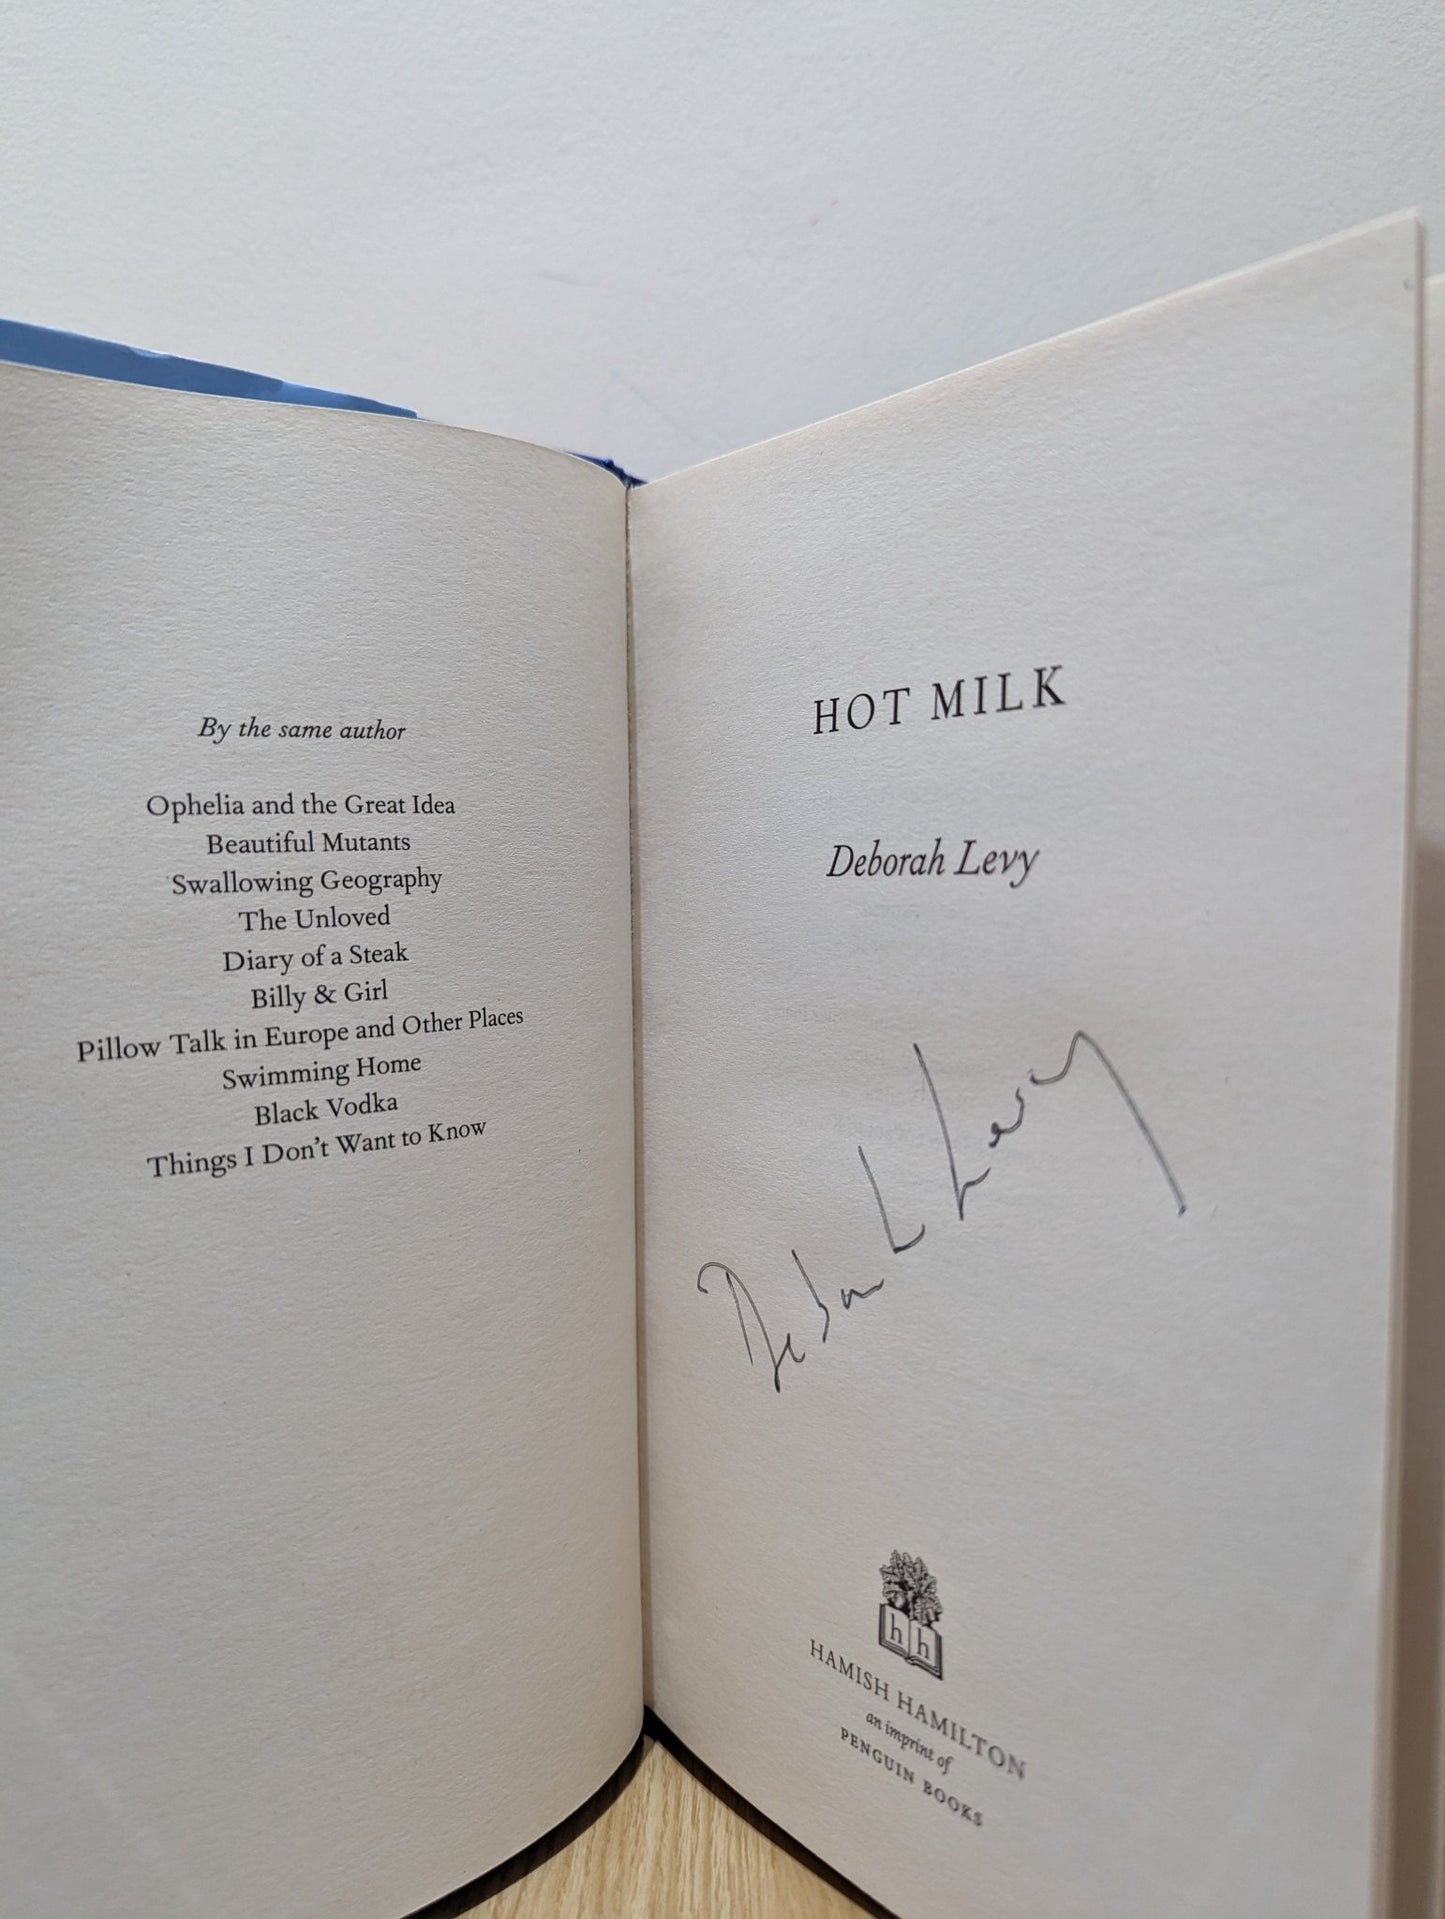 By the same author
Ophelia and the Great Idea
Beautiful Mutants
Swallowing Geography
The Unloved
Diary of a Steak
Billy & Girl
Pillow Talk in Europe and Other Places
Swimming Home
Black Vodka
Things I Don't Want to Know
HOT MILK
Deborah Levy
Deborah Levy
h h
HAMISH HAMILTON
an imprint of
PENGUIN BOOKS